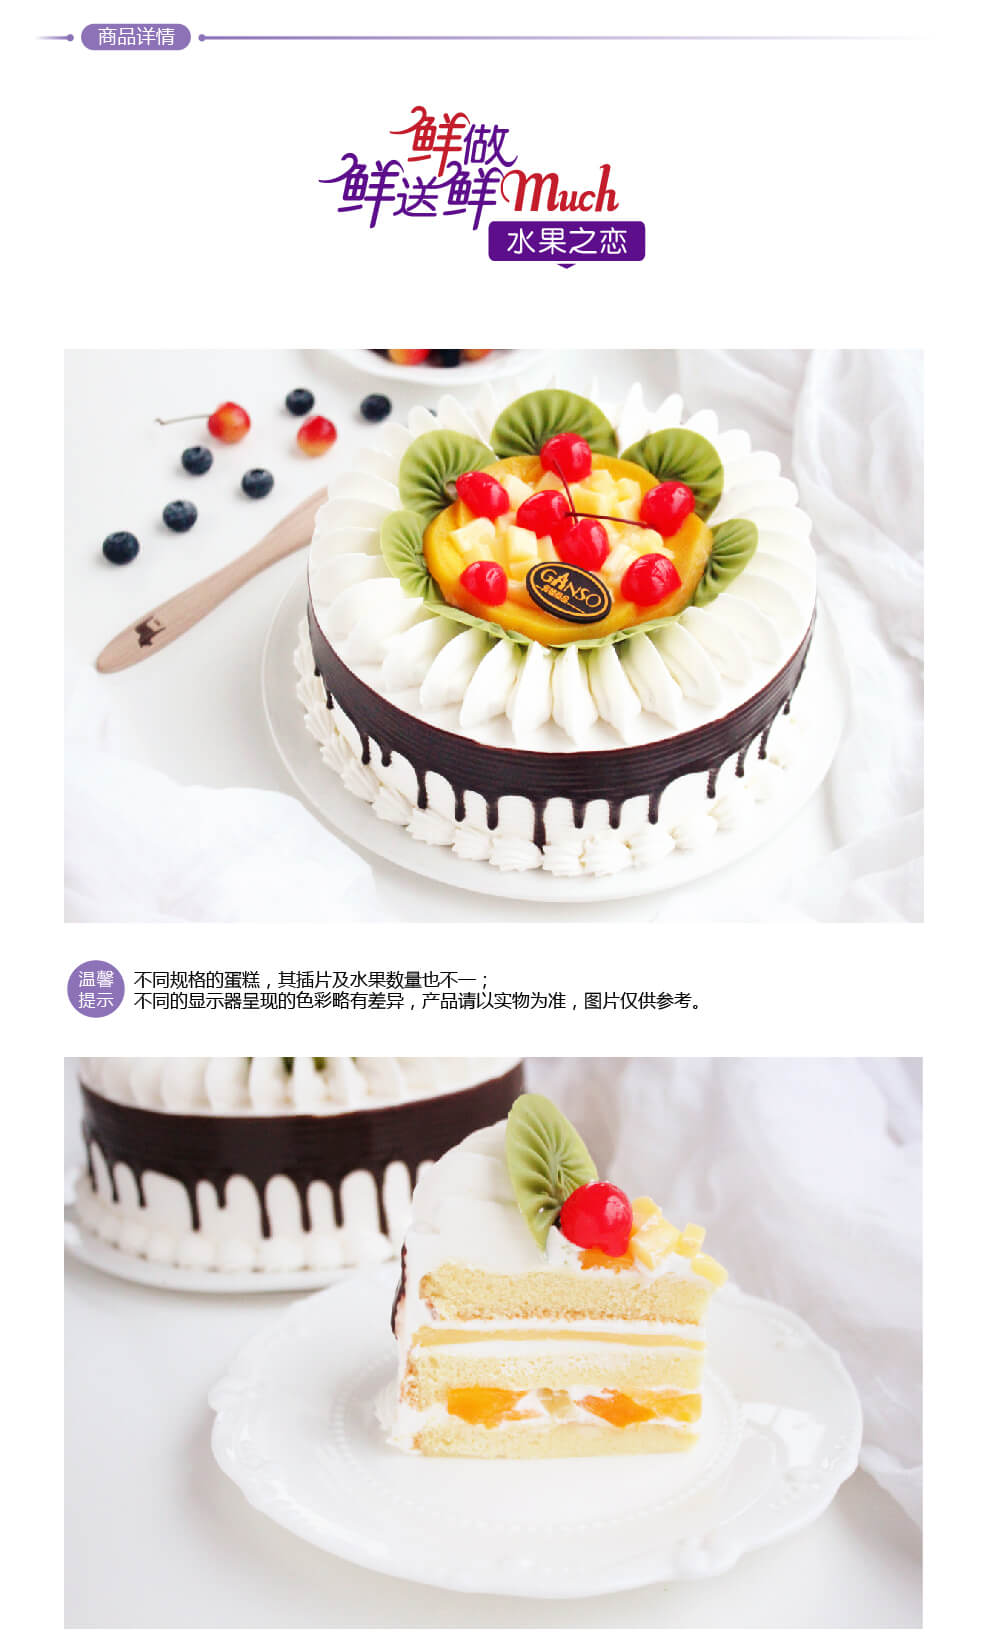 商品详情
鲜做
鲜送鲜Much
水果之恋
GANSO
温馨
提示
不同规格的蛋糕，其插片及水果数量也不一；
不同的显示器呈现的色彩略有差异，产品请以实物为准，图片仅供参考。